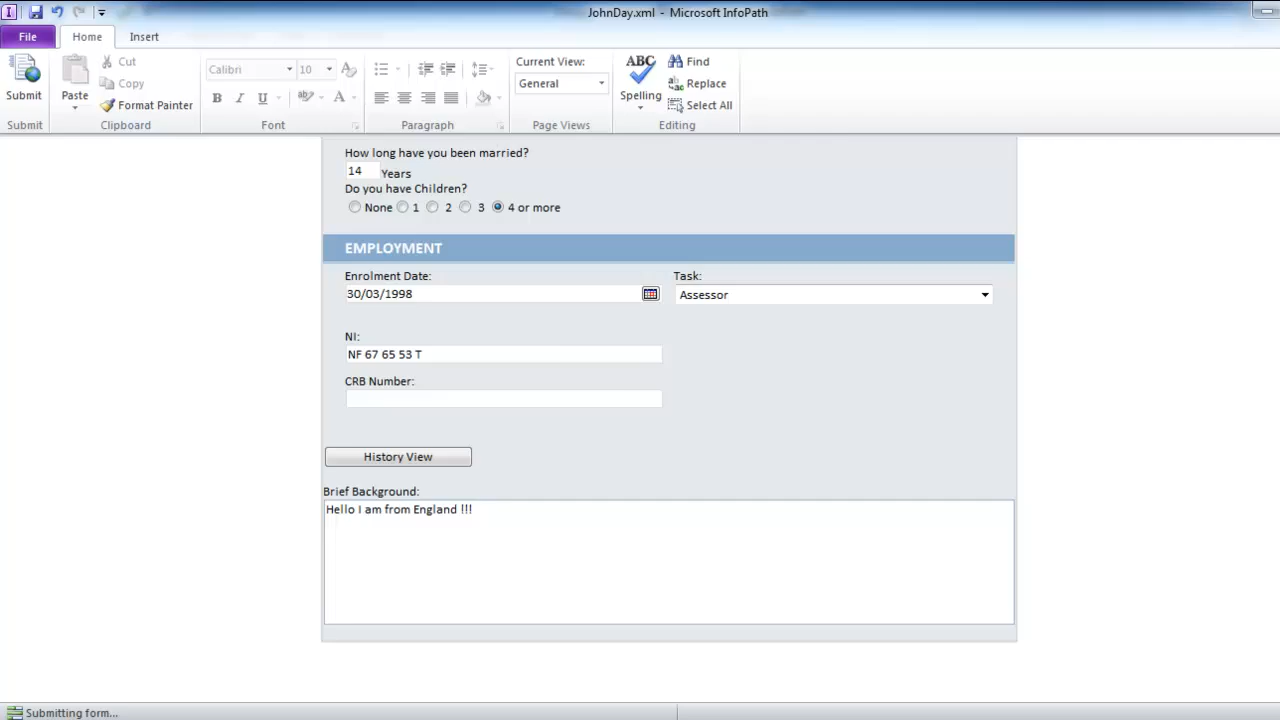 JohnDay.xml - Microsoft InfoPath
File Home Insert
Submit Paste Cut Copy Format Painter
Calibri 10
B I U A
Current View:
General
ABC Spelling
Find
Replace
Select All
Submit Clipboard Font Paragraph Page Views Editing
How long have you been married?
14 Years
Do you have Children?
None 1 2 3 4 or more
EMPLOYMENT
Enrolment Date: Task:
30/03/1998 Assessor
NI:
NF 67 65 53 T
CRB Number:
History View
Brief Background:
Hello I am from England !!!
Submitting form...